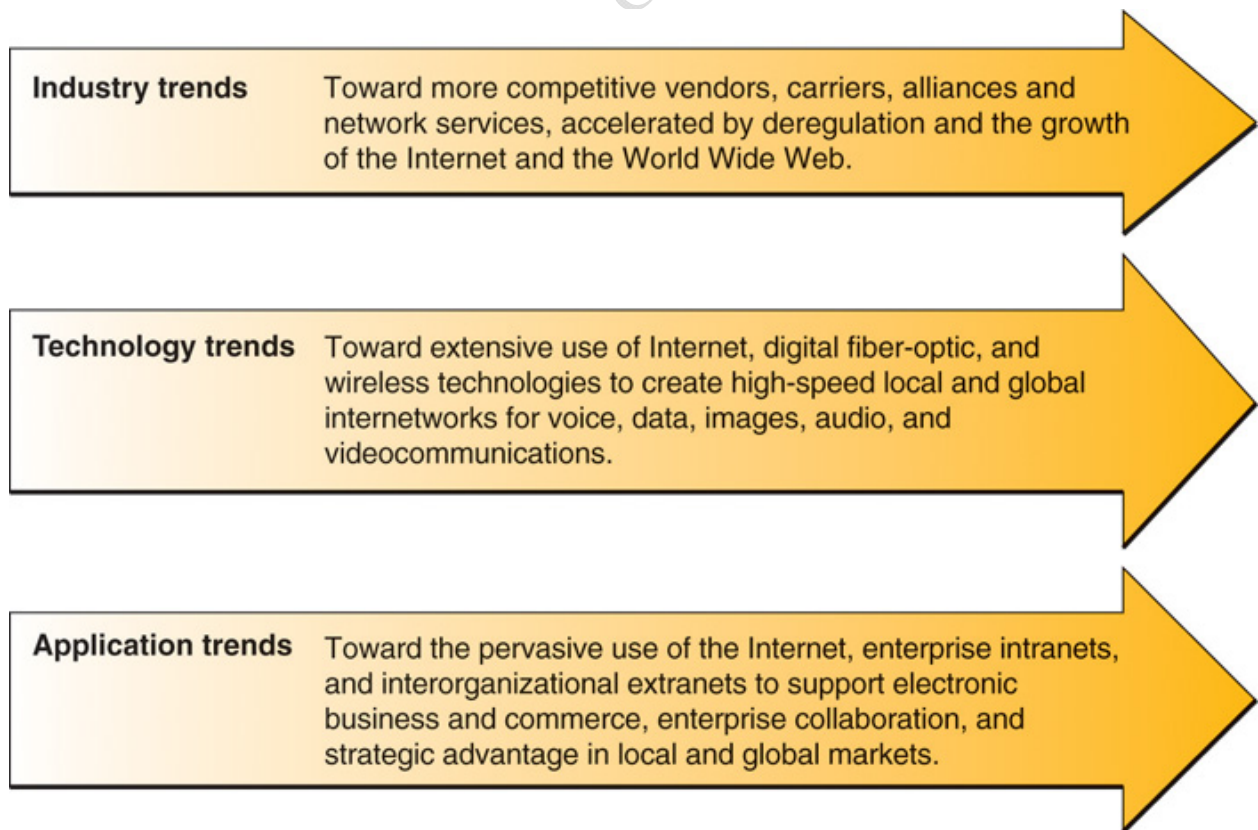 Industry trends Toward more competitive vendors, carriers, alliances and
network services, accelerated by deregulation and the growth
of the Internet and the World Wide Web.
Technology trends Toward extensive use of Internet, digital fiber-optic, and
wireless technologies to create high-speed local and global
internetworks for voice, data, images, audio, and
videocommunications.
Application trends Toward the pervasive use of the Internet, enterprise intranets,
and interorganizational extranets to support electronic
business and commerce, enterprise collaboration, and
strategic advantage in local and global markets.